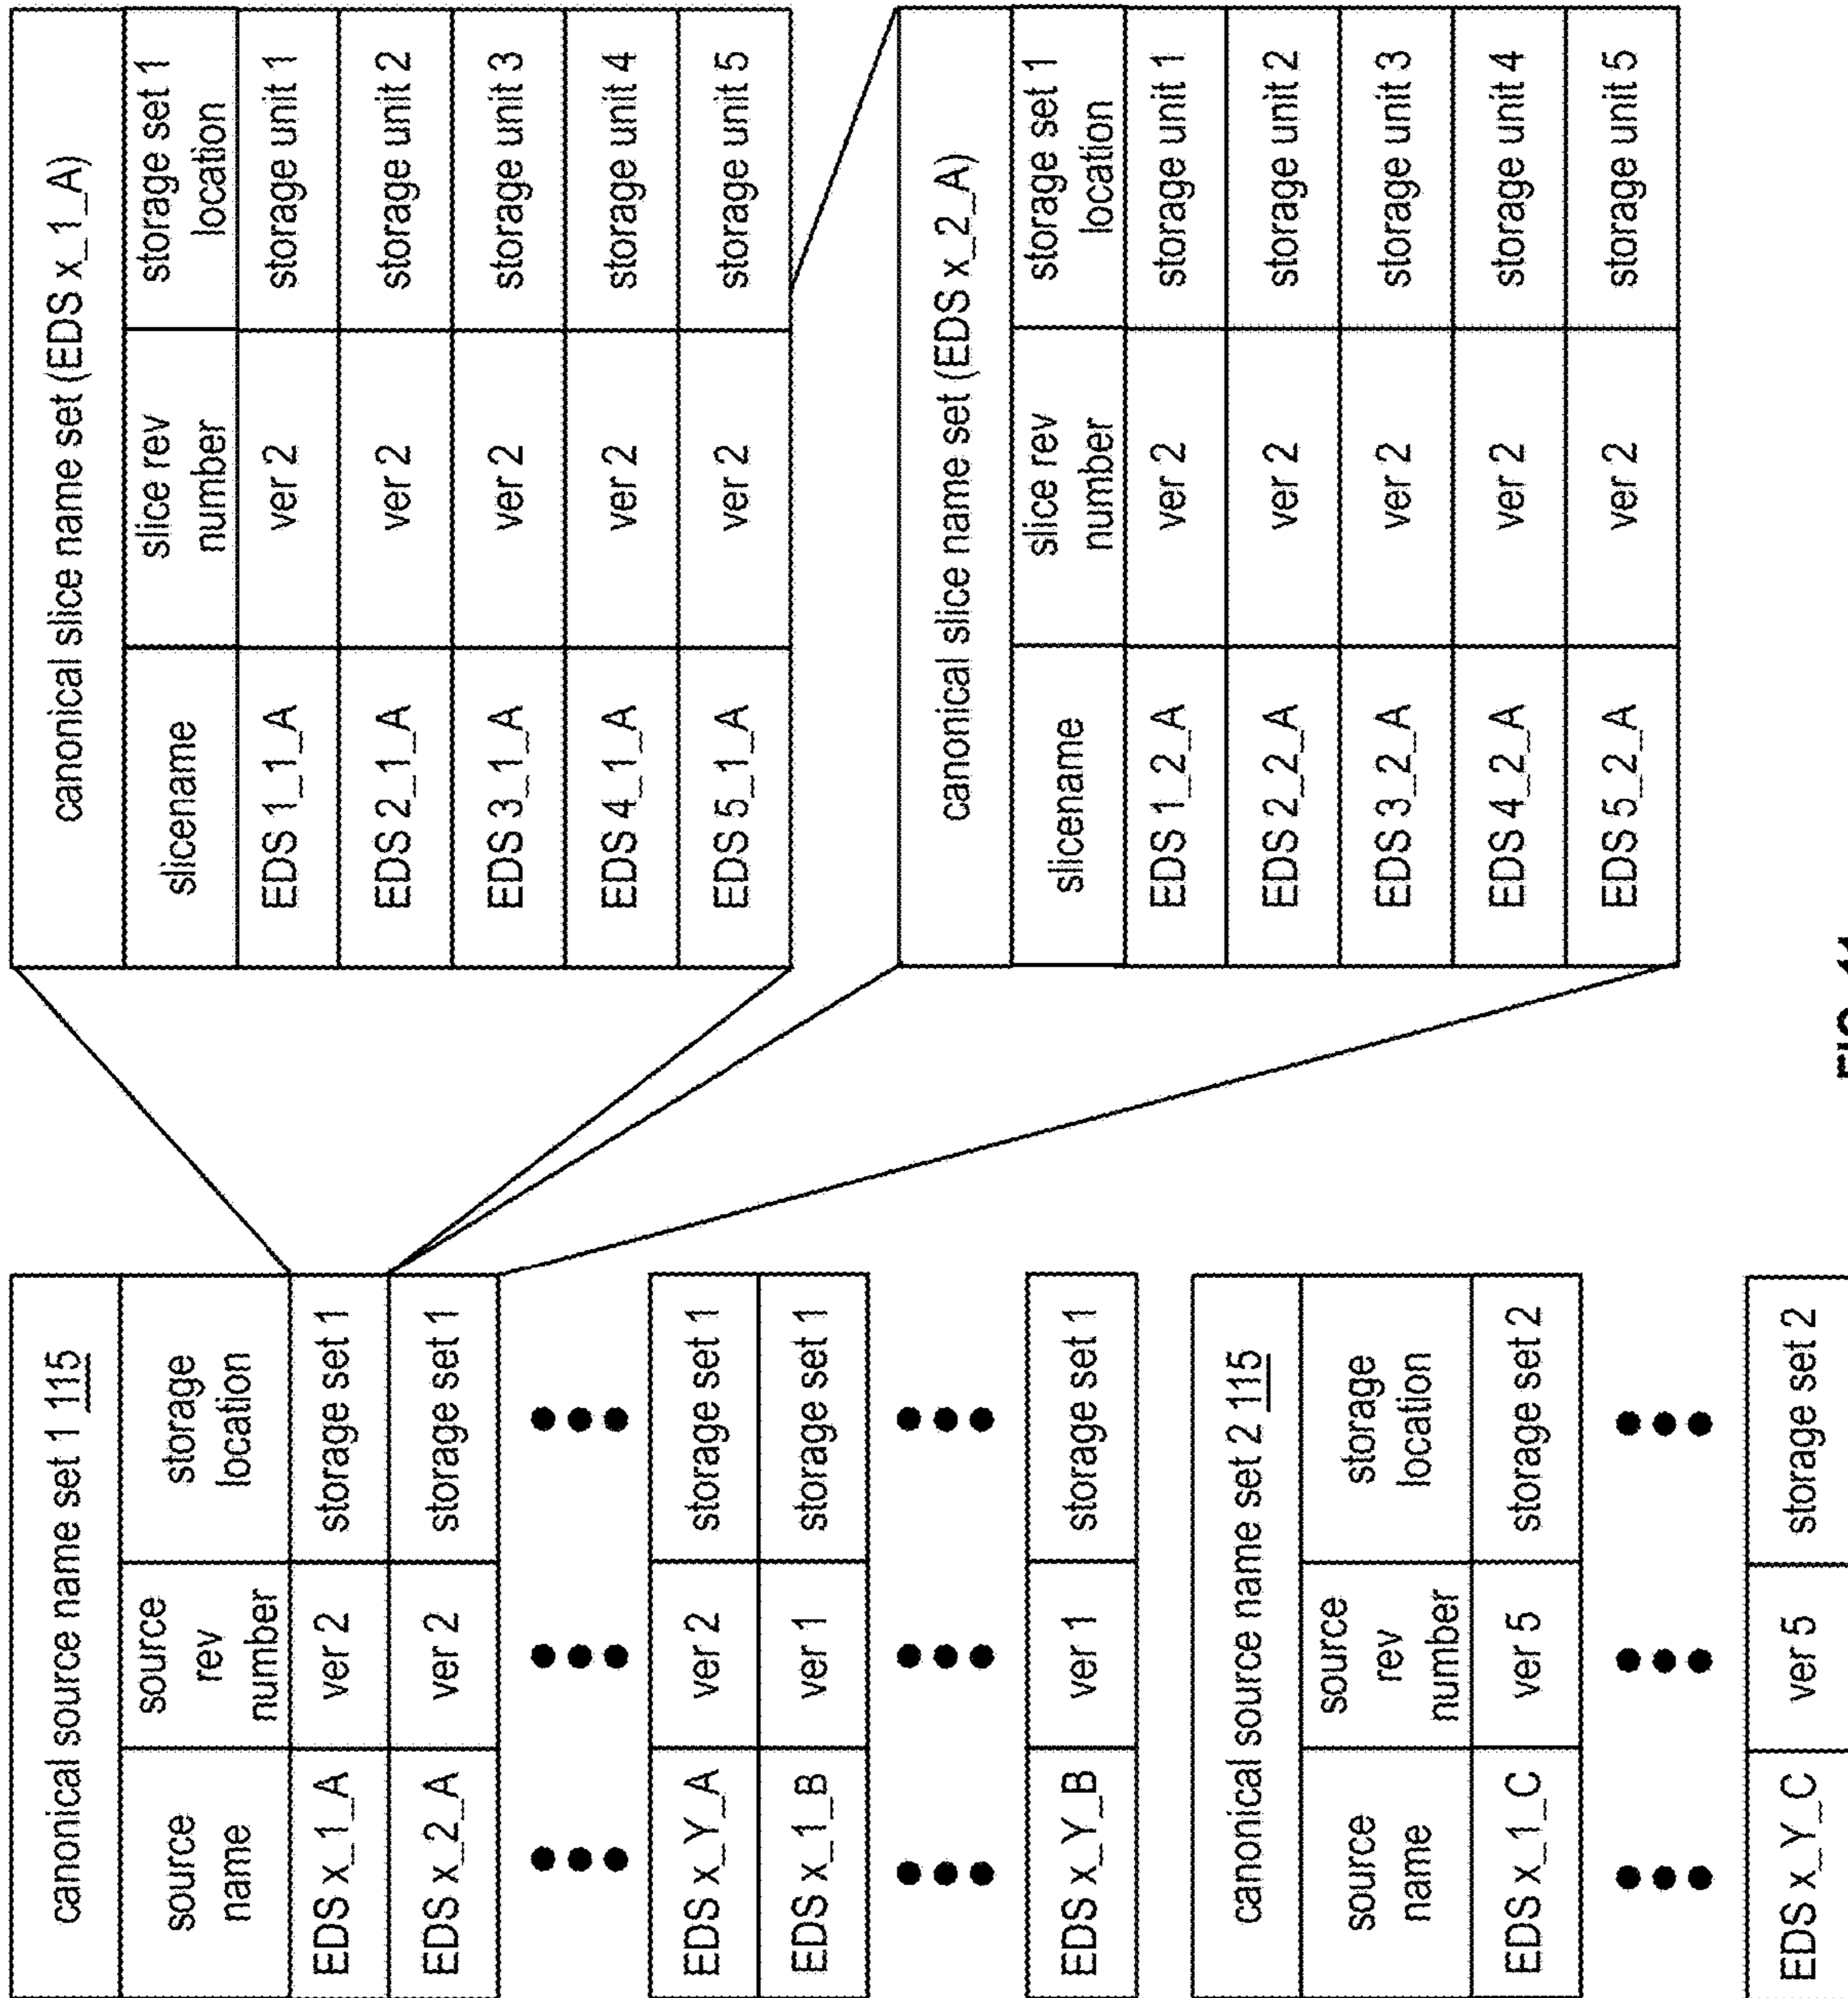 canonical source name set 1 115
source name
source rev number
storage location
EDS x_1_A ver 2 storage set 1
EDS x_2_A ver 2 storage set 1
EDS x_Y_A ver 2 storage set 1
EDS x_1_B ver 1 storage set 1
EDS x_Y_B ver 1 storage set 1
canonical source name set 2 115
source name
source rev number
storage location
EDS x_1_C ver 5 storage set 2
EDS x_Y_C ver 5 storage set 2
canonical slice name set (EDS x_1_A)
slicename
slice rev number
storage set 1 location
EDS 1_1_A ver 2 storage unit 1
EDS 2_1_A ver 2 storage unit 2
EDS 3_1_A ver 2 storage unit 3
EDS 4_1_A ver 2 storage unit 4
EDS 5_1_A ver 2 storage unit 5
canonical slice name set (EDS x_2_A)
slicename
slice rev number
storage set 1 location
EDS 1_2_A ver 2 storage unit 1
EDS 2_2_A ver 2 storage unit 2
EDS 3_2_A ver 2 storage unit 3
EDS 4_2_A ver 2 storage unit 4
EDS 5_2_A ver 2 storage unit 5